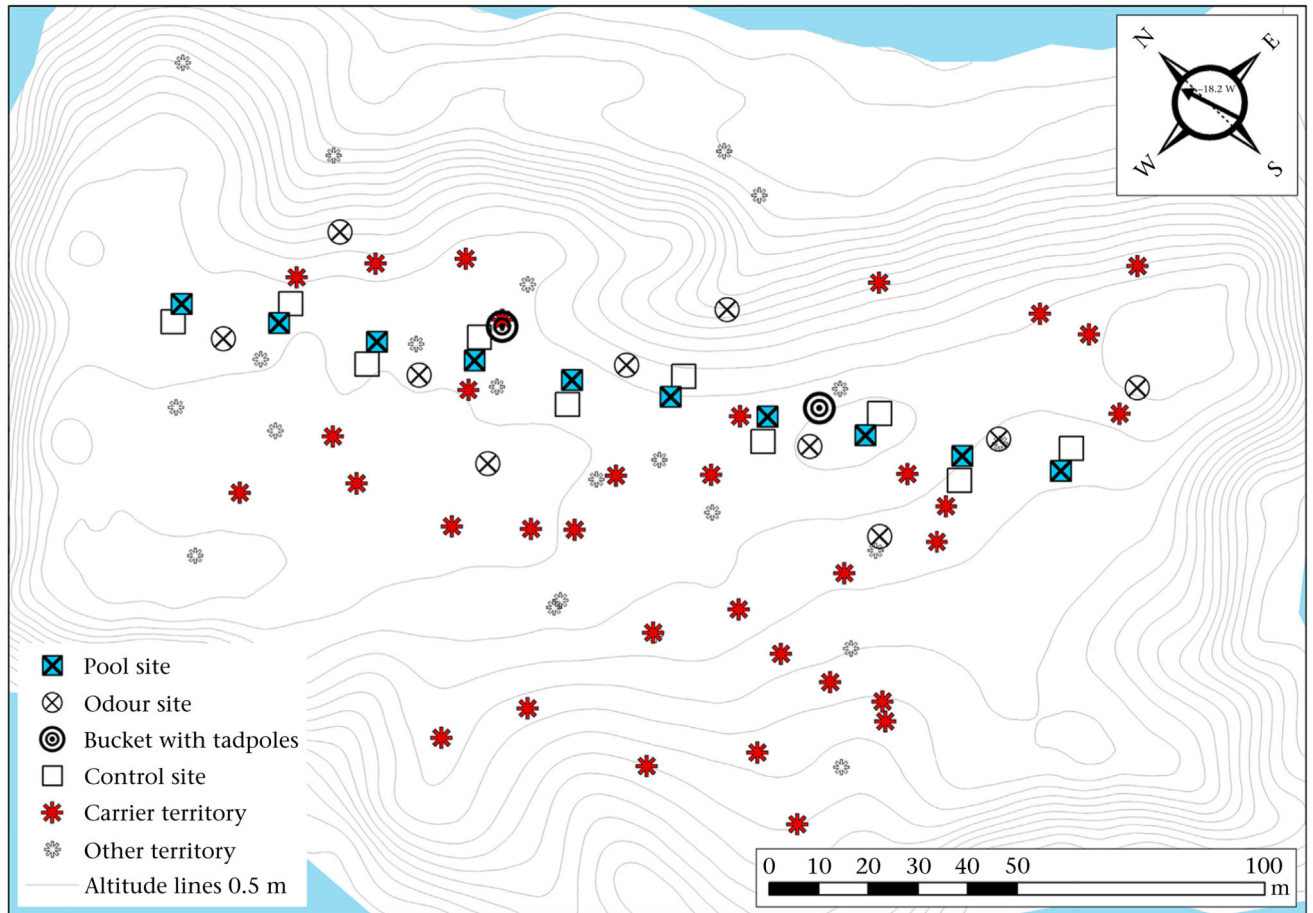 N
E
-18.2 W
W
S
Pool site
Odour site
Bucket with tadpoles
Control site
Carrier territory
Other territory
Altitude lines 0.5 m
0 10 20 30 40 50 100
m